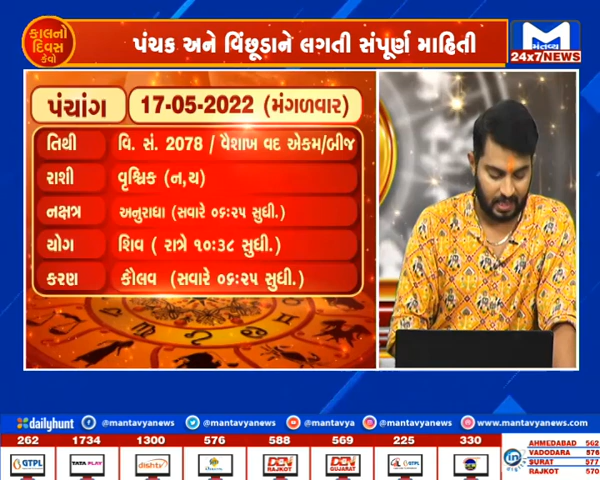 કાલનો
દિવસ
કેવો
પંચક અને વિંછૂડાને લગતી સંપૂર્ણ માહિતી
મંતવ્ય
24x7NEWS
પંચાંગ 17-05-2022 (મંગળવાર)
તિથી વિ. સં. 2078 / વૈશાખ વદ એકમ/બીજ
રાશી વૃશ્ચિક (ન,ય)
નક્ષત્ર અનુરાધા (સવારે ૦૬:૨૫ સુધી.)
યોગ શિવ ( રાત્રે ૧૦:૩૮ સુધી.)
કરણ કૌલવ (સવારે ૦૬:૨૫ સુધી.)
dailyhunt @mantavyanews @mantavyanews @mantavya @mantavyanews www.mantavyanews.com
262 1734 1300 576 588 569 225 330
GTPL TATA PLAY dishtv DEN RAJKOT DEN GUJARAT GTPL
in
AHMEDABAD 562
VADODARA 576
SURAT 577
RAJKOT 570